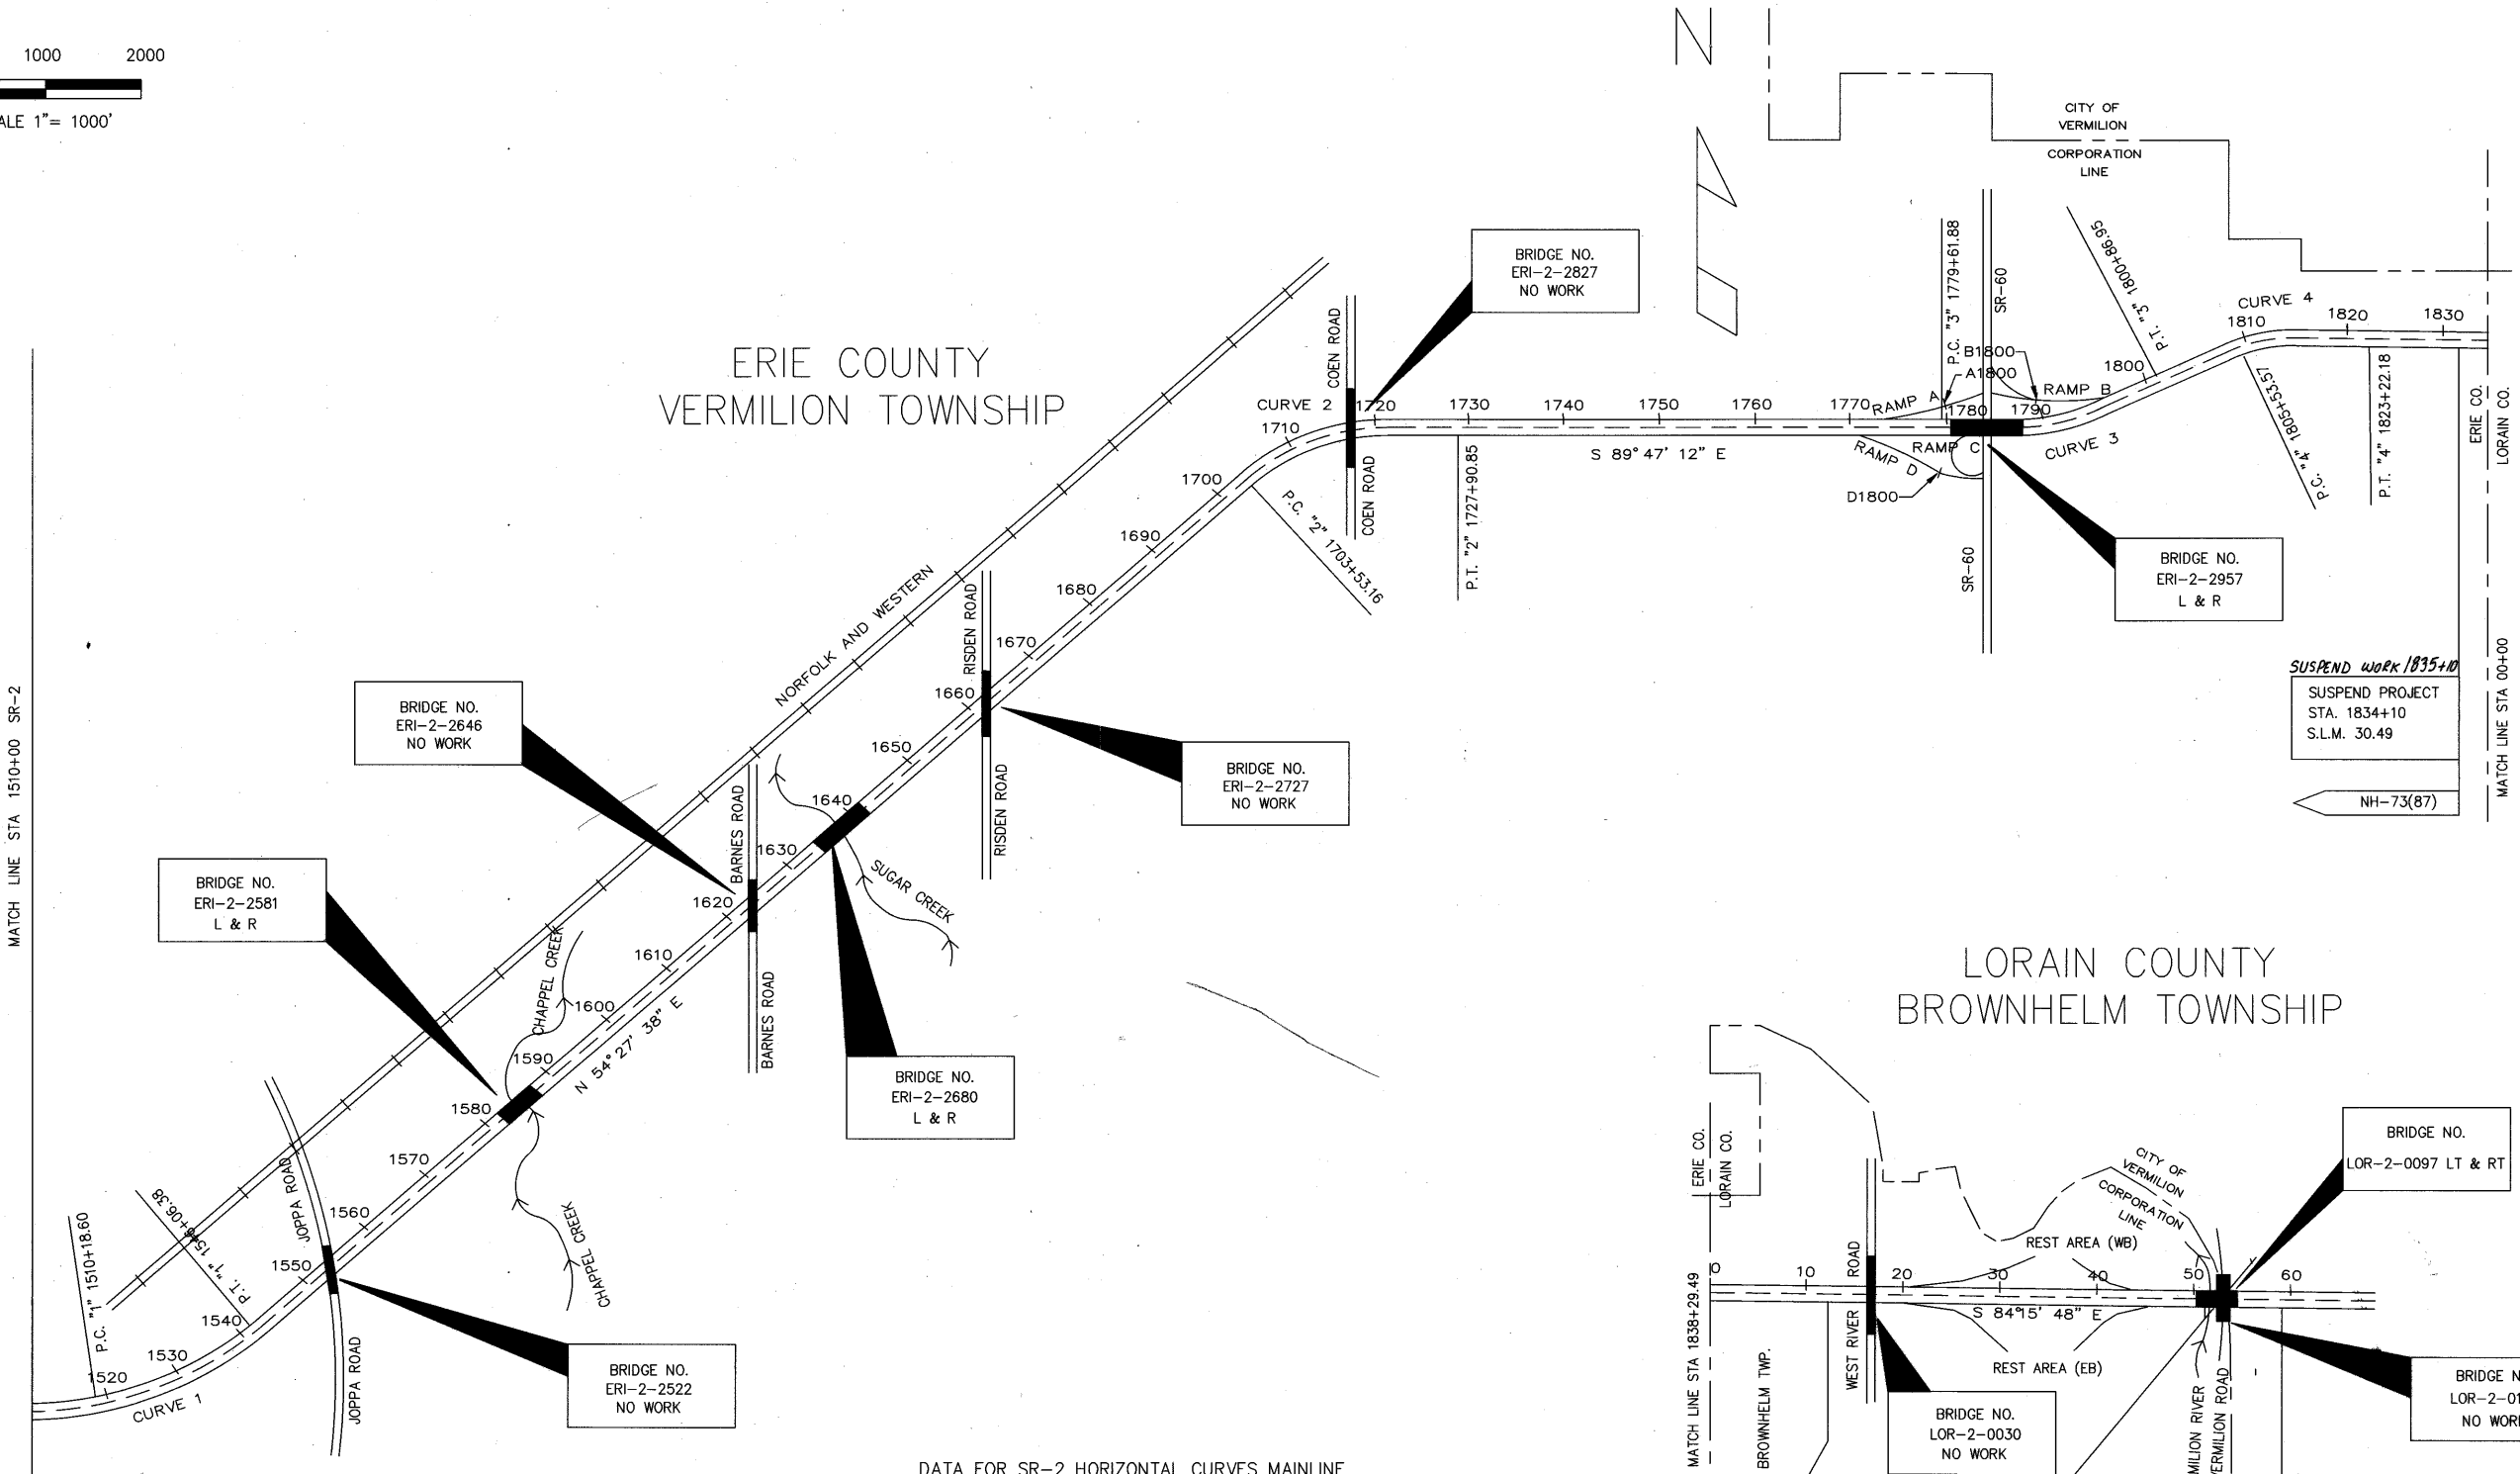 1000 2000
ALE 1"= 1000'
N
CITY OF
VERMILION
CORPORATION
LINE
ERIE COUNTY
VERMILION TOWNSHIP
BRIDGE NO.
ERI-2-2827
NO WORK
COEN ROAD
COEN ROAD
CURVE 2
P.C. "2" 1703+53.16
P.T. "2" 1727+90.85
S 89° 47' 12" E
P.C. "3" 1779+61.88
SR-60
SR-60
B1800
A1800
RAMP A
RAMP B
RAMP C
RAMP D
D1800
CURVE 3
P.T. "3" 1800+86.95
CURVE 4
P.C. "4" 1805+53.57
P.T. "4" 1823+22.18
1520 1530 1540 1550 1560 1570 1580 1590 1600 1610 1620 1630 1640 1650 1660 1670 1680 1690 1700 1710 1720 1730 1740 1750 1760 1770 1780 1790 1800 1810 1820 1830
ERIE CO.
LORAIN CO.
MATCH LINE STA 00+00
BRIDGE NO.
ERI-2-2957
L & R
SUSPEND WORK 1835+10
SUSPEND PROJECT
STA. 1834+10
S.L.M. 30.49
NH-73(87)
NORFOLK AND WESTERN
RISDEN ROAD
RISDEN ROAD
BRIDGE NO.
ERI-2-2727
NO WORK
BRIDGE NO.
ERI-2-2646
NO WORK
BARNES ROAD
BARNES ROAD
SUGAR CREEK
BRIDGE NO.
ERI-2-2680
L & R
BRIDGE NO.
ERI-2-2581
L & R
CHAPPEL CREEK
CHAPPEL CREEK
N 54° 27' 38" E
MATCH LINE STA 1510+00 SR-2
JOPPA ROAD
JOPPA ROAD
P.C. "1" 1510+18.60
P.T. "1" 1546+06.38
CURVE 1
BRIDGE NO.
ERI-2-2522
NO WORK
DATA FOR SR-2 HORIZONTAL CURVES MAINLINE
LORAIN COUNTY
BROWNHELM TOWNSHIP
ERIE CO.
LORAIN CO.
MATCH LINE STA 1838+29.49
BROWNHELM TWP.
WEST RIVER ROAD
0 10 20 30 40 50 60
REST AREA (WB)
S 84°15' 48" E
REST AREA (EB)
CITY OF
VERMILION
CORPORATION
LINE
BRIDGE NO.
LOR-2-0097 LT & RT
BRIDGE NO.
LOR-2-0030
NO WORK
MILION RIVER
VERMILION ROAD
BRIDGE N
LOR-2-01
NO WOR